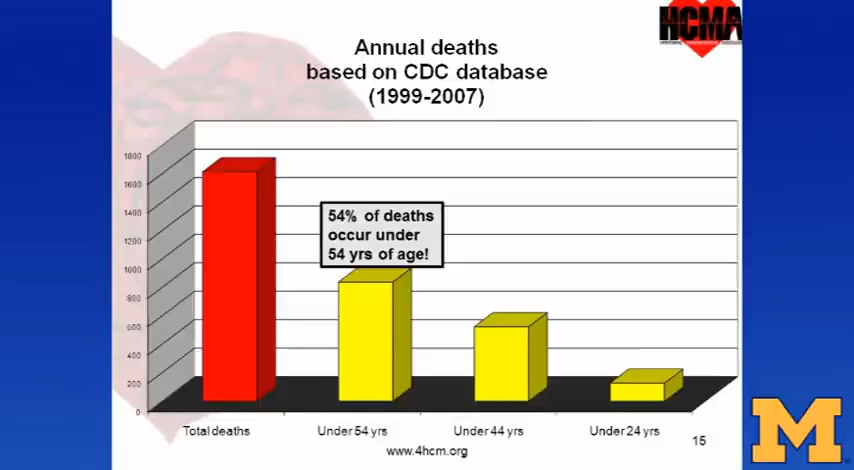 HCMA
Annual deaths
based on CDC database
(1999-2007)
1800
1600
1400
1200
1000
800
600
400
200
0
54% of deaths
occur under
54 yrs of age!
Total deaths
Under 54 yrs
Under 44 yrs
Under 24 yrs
www.4hcm.org
15
M